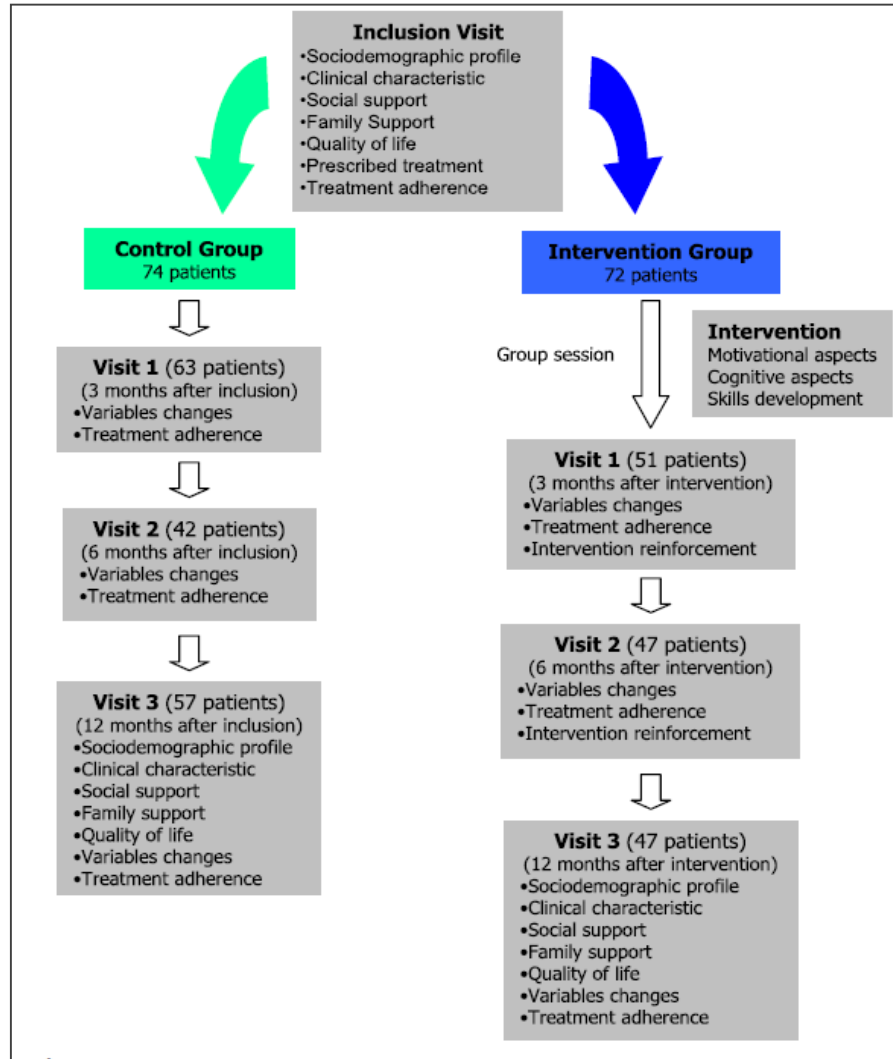 Inclusion Visit
•Sociodemographic profile
•Clinical characteristic
•Social support
•Family Support
•Quality of life
•Prescribed treatment
•Treatment adherence
Control Group
74 patients
Visit 1 (63 patients)
(3 months after inclusion)
•Variables changes
•Treatment adherence
Visit 2 (42 patients)
(6 months after inclusion)
•Variables changes
•Treatment adherence
Visit 3 (57 patients)
(12 months after inclusion)
•Sociodemographic profile
•Clinical characteristic
•Social support
•Family support
•Quality of life
•Variables changes
•Treatment adherence
Intervention Group
72 patients
Group session
Intervention
Motivational aspects
Cognitive aspects
Skills development
Visit 1 (51 patients)
(3 months after intervention)
•Variables changes
•Treatment adherence
•Intervention reinforcement
Visit 2 (47 patients)
(6 months after intervention)
•Variables changes
•Treatment adherence
•Intervention reinforcement
Visit 3 (47 patients)
(12 months after intervention)
•Sociodemographic profile
•Clinical characteristic
•Social support
•Family support
•Quality of life
•Variables changes
•Treatment adherence